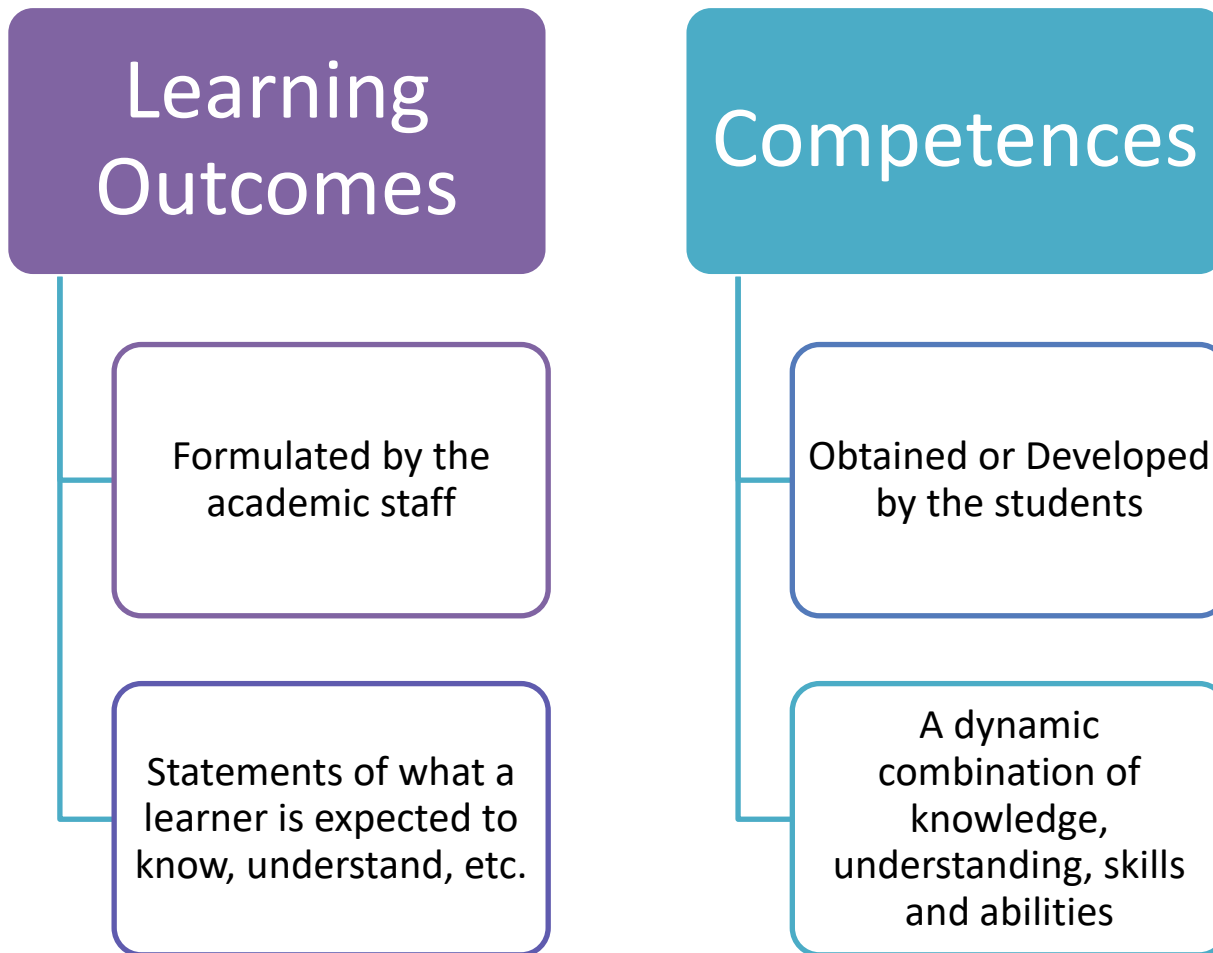 Learning
Outcomes
Formulated by the
academic staff
Statements of what a
learner is expected to
know, understand, etc.
Competences
Obtained or Developed
by the students
A dynamic
combination of
knowledge,
understanding, skills
and abilities